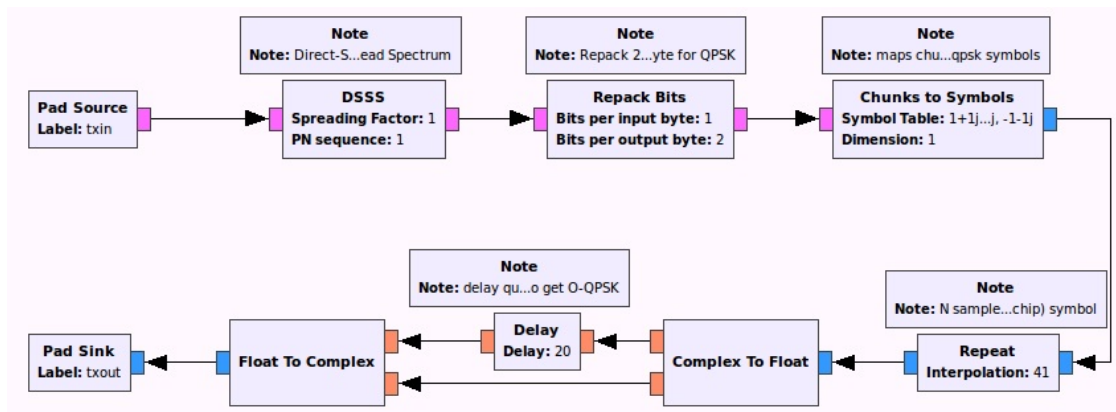 Note
Note: Direct-S...ead Spectrum
Note
Note: Repack 2...yte for QPSK
Note
Note: maps chu...qpsk symbols
Pad Source
Label: txin
DSSS
Spreading Factor: 1
PN sequence: 1
Repack Bits
Bits per input byte: 1
Bits per output byte: 2
Chunks to Symbols
Symbol Table: 1+1j...j, -1-1j
Dimension: 1
Note
Note: delay qu...o get O-QPSK
Note
Note: N sample...chip) symbol
Pad Sink
Label: txout
Float To Complex
Delay
Delay: 20
Complex To Float
Repeat
Interpolation: 41